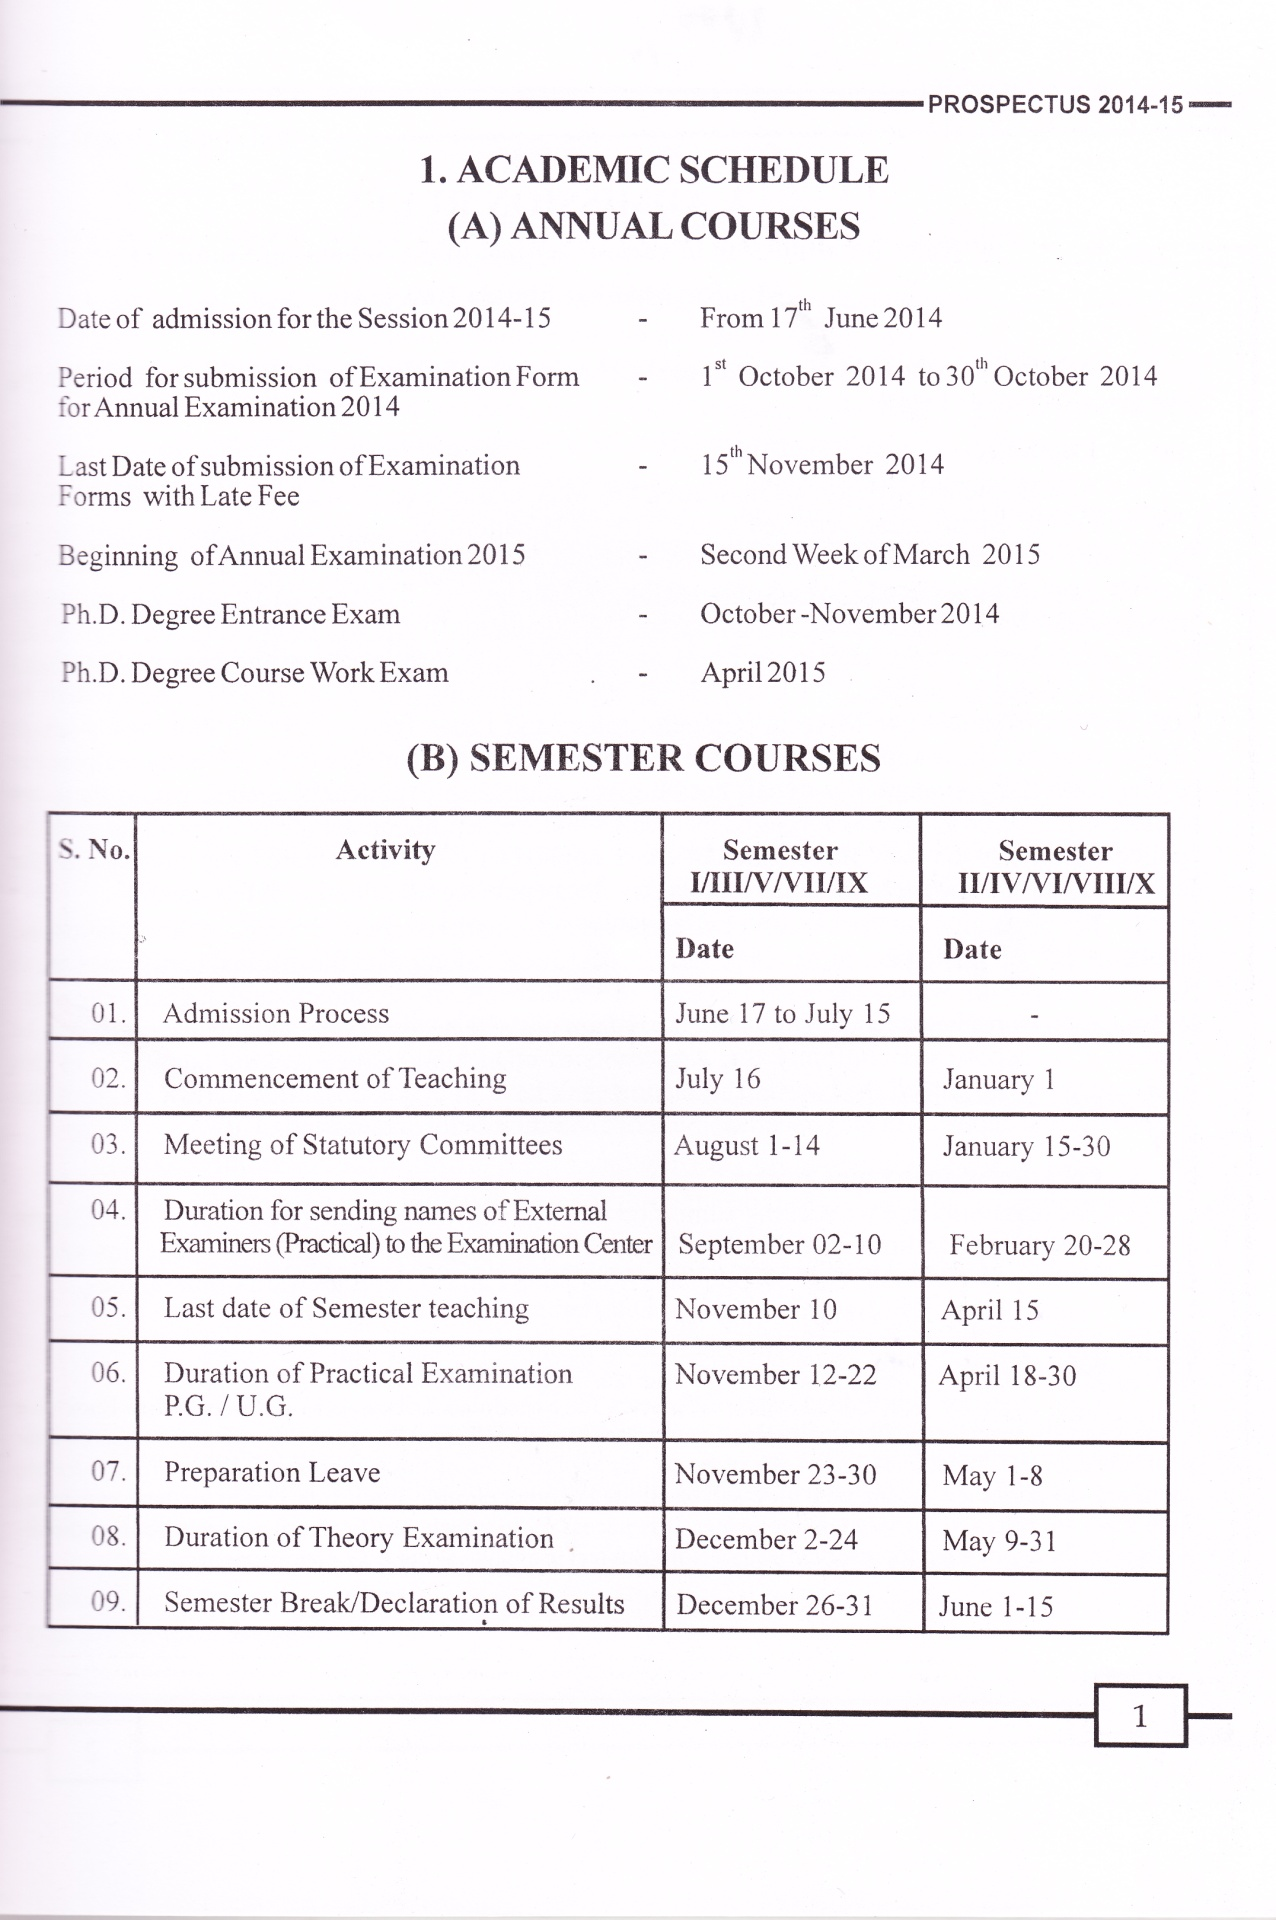 PROSPECTUS 2014-15
1. ACADEMIC SCHEDULE
(A) ANNUAL COURSES
Date of admission for the Session 2014-15 - From 17th June 2014
Period for submission of Examination Form - 1st October 2014 to 30th October 2014
for Annual Examination 2014
Last Date of submission of Examination - 15th November 2014
Forms with Late Fee
Beginning of Annual Examination 2015 - Second Week of March 2015
Ph.D. Degree Entrance Exam - October-November 2014
Ph.D. Degree Course Work Exam - April 2015
(B) SEMESTER COURSES
S. No. Activity Semester Semester
I/III/V/VII/IX II/IV/VI/VIII/X
Date Date
01. Admission Process June 17 to July 15 -
02. Commencement of Teaching July 16 January 1
03. Meeting of Statutory Committees August 1-14 January 15-30
04. Duration for sending names of External
Examiners (Practical) to the Examination Center September 02-10 February 20-28
05. Last date of Semester teaching November 10 April 15
06. Duration of Practical Examination November 12-22 April 18-30
P.G. / U.G.
07. Preparation Leave November 23-30 May 1-8
08. Duration of Theory Examination December 2-24 May 9-31
09. Semester Break/Declaration of Results December 26-31 June 1-15
1